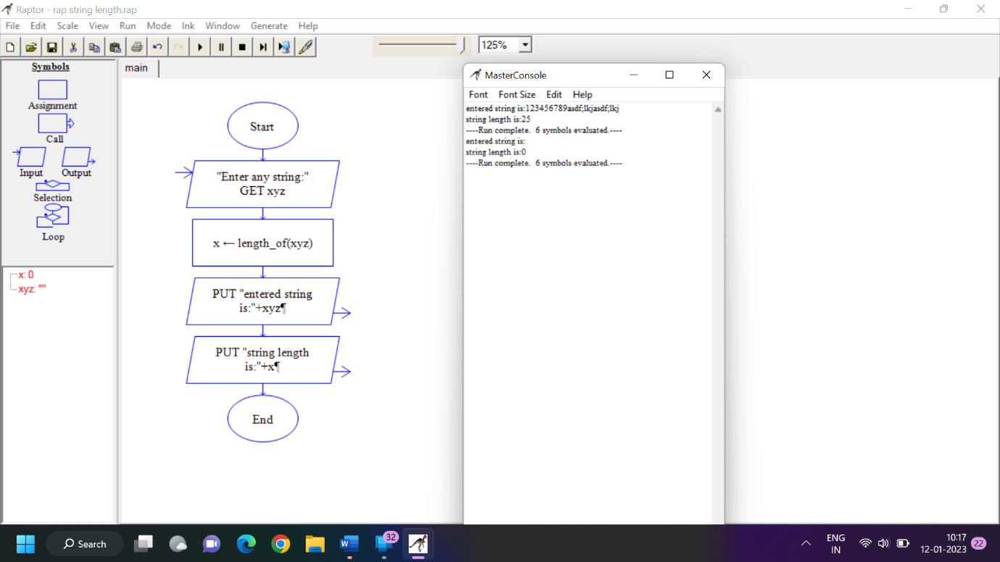 Raptor - rap string length.rap
File Edit Scale View Run Mode Ink Window Generate Help
125%
Symbols
Assignment
Call
Input Output
Selection
Loop
x: 0
xyz: ""
main
Start
"Enter any string:"
GET xyz
x ← length_of(xyz)
PUT "entered string
is:"+xyz¶
PUT "string length
is:"+x¶
End
MasterConsole
Font Font Size Edit Help
entered string is:123456789asdf;lkjasdf;lkj
string length is:25
----Run complete.  6 symbols evaluated.----
entered string is:
string length is:0
----Run complete.  6 symbols evaluated.----
Search
32
ENG
IN
10:17
12-01-2023
22